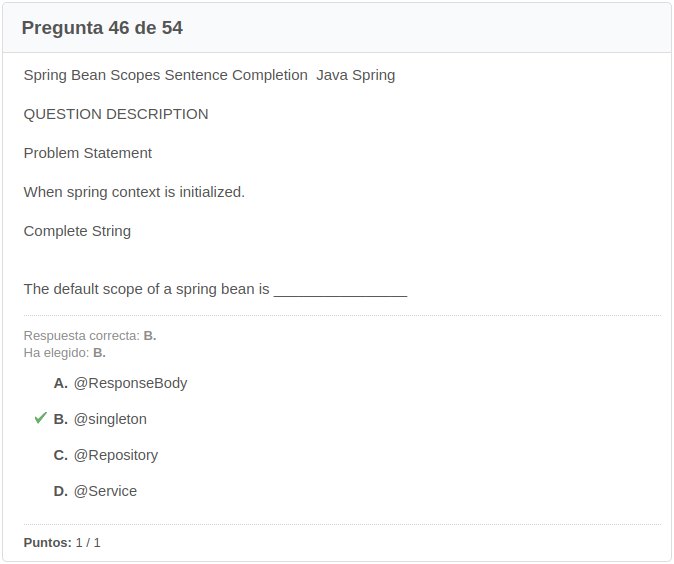 Pregunta 46 de 54
Spring Bean Scopes Sentence Completion  Java Spring
QUESTION DESCRIPTION
Problem Statement
When spring context is initialized.
Complete String
The default scope of a spring bean is ________________
Respuesta correcta: B.
Ha elegido: B.
A. @ResponseBody
B. @singleton
C. @Repository
D. @Service
Puntos: 1 / 1